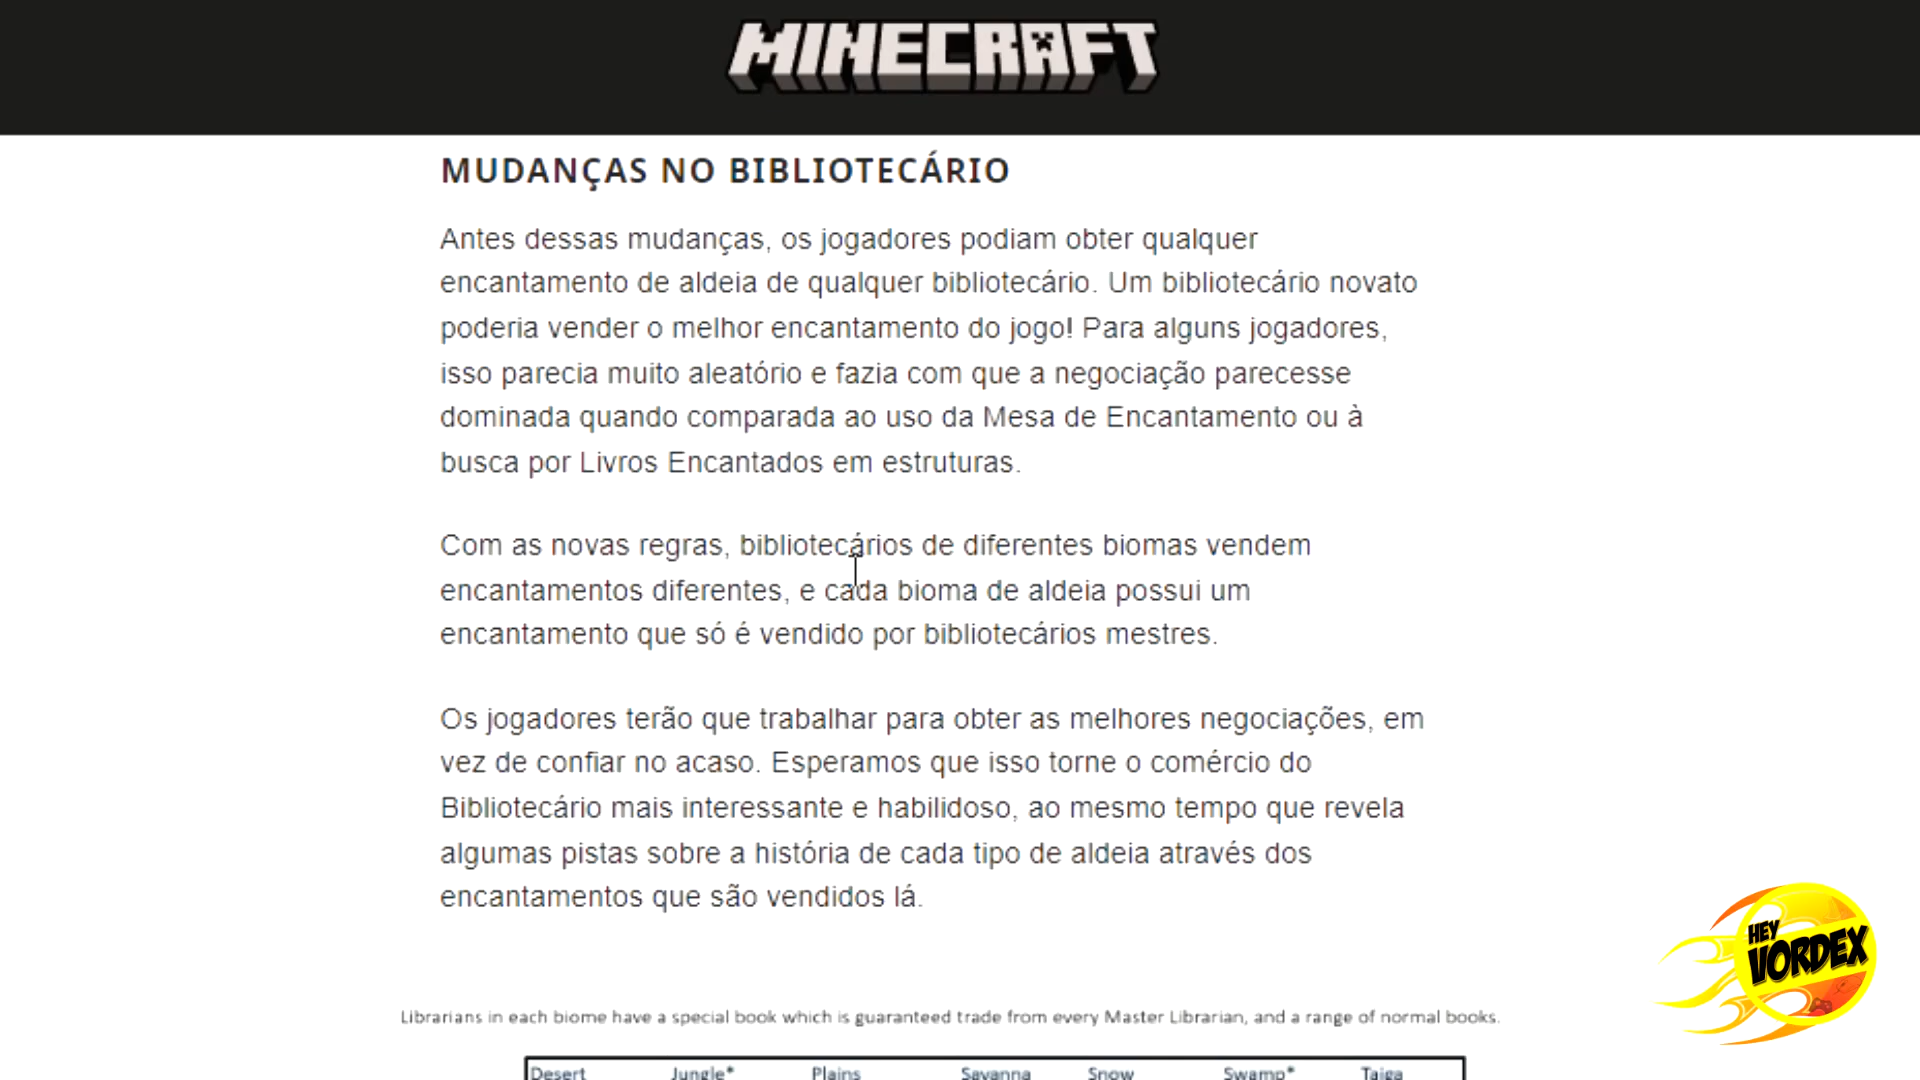 MINECRAFT
MUDANÇAS NO BIBLIOTECÁRIO
Antes dessas mudanças, os jogadores podiam obter qualquer
encantamento de aldeia de qualquer bibliotecário. Um bibliotecário novato
poderia vender o melhor encantamento do jogo! Para alguns jogadores,
isso parecia muito aleatório e fazia com que a negociação parecesse
dominada quando comparada ao uso da Mesa de Encantamento ou à
busca por Livros Encantados em estruturas.
Com as novas regras, bibliotecários de diferentes biomas vendem
encantamentos diferentes, e cada bioma de aldeia possui um
encantamento que só é vendido por bibliotecários mestres.
Os jogadores terão que trabalhar para obter as melhores negociações, em
vez de confiar no acaso. Esperamos que isso torne o comércio do
Bibliotecário mais interessante e habilidoso, ao mesmo tempo que revela
algumas pistas sobre a história de cada tipo de aldeia através dos
encantamentos que são vendidos lá.
HEY
VORDEX
Librarians in each biome have a special book which is guaranteed trade from every Master Librarian, and a range of normal books.
Desert Jungle* Plains Savanna Snow Swamp* Taiga